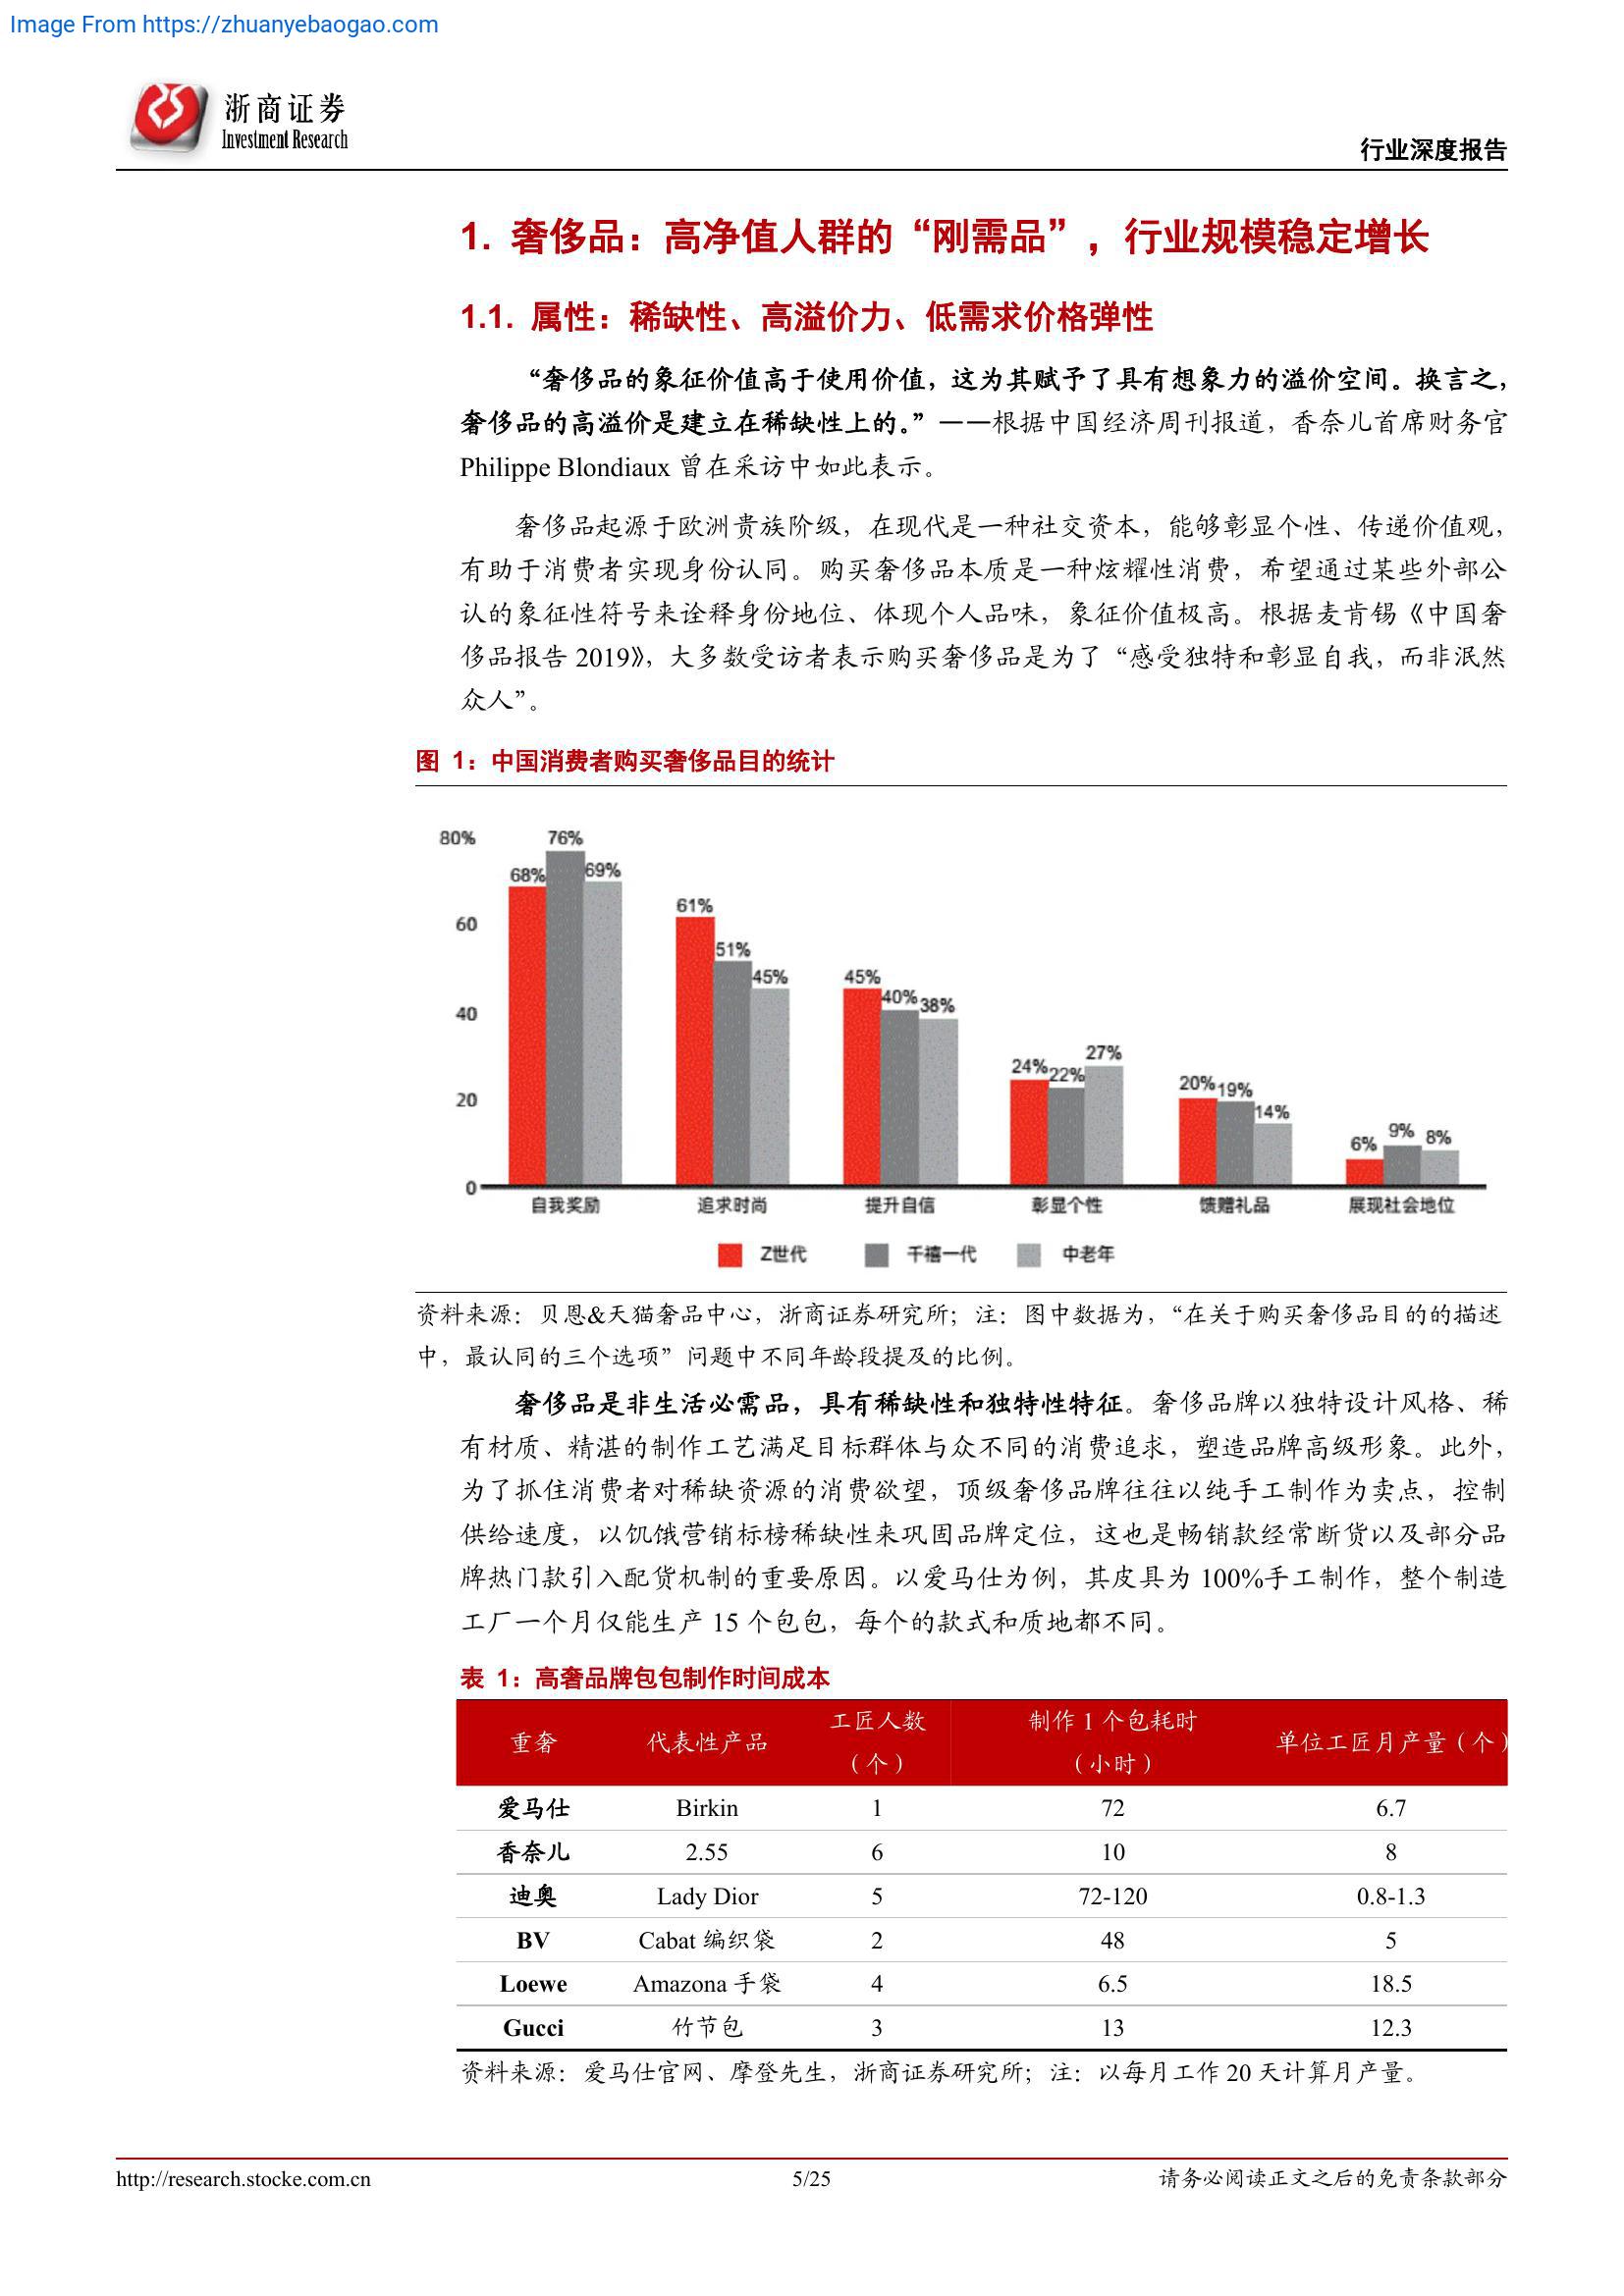 Image From https://zhuanyebaogao.com
浙商证券
Investment Research
行业深度报告
1. 奢侈品：高净值人群的“刚需品”，行业规模稳定增长
1.1. 属性：稀缺性、高溢价力、低需求价格弹性
“奢侈品的象征价值高于使用价值，这为其赋予了具有想象力的溢价空间。换言之，
奢侈品的高溢价是建立在稀缺性上的。”——根据中国经济周刊报道，香奈儿首席财务官
Philippe Blondiaux 曾在采访中如此表示。
奢侈品起源于欧洲贵族阶级，在现代是一种社交资本，能够彰显个性、传递价值观，
有助于消费者实现身份认同。购买奢侈品本质是一种炫耀性消费，希望通过某些外部公
认的象征性符号来诠释身份地位、体现个人品味，象征价值极高。根据麦肯锡《中国奢
侈品报告 2019》，大多数受访者表示购买奢侈品是为了“感受独特和彰显自我，而非泯然
众人”。
图 1：中国消费者购买奢侈品目的统计
80%
60
40
20
0
68% 76% 69%
61% 51% 45%
45% 40% 38%
24% 22% 27%
20% 19% 14%
6% 9% 8%
自我奖励 追求时尚 提升自信 彰显个性 馈赠礼品 展现社会地位
Z世代 千禧一代 中老年
资料来源：贝恩&天猫奢品中心，浙商证券研究所；注：图中数据为，“在关于购买奢侈品目的的描述
中，最认同的三个选项”问题中不同年龄段提及的比例。
奢侈品是非生活必需品，具有稀缺性和独特性特征。奢侈品牌以独特设计风格、稀
有材质、精湛的制作工艺满足目标群体与众不同的消费追求，塑造品牌高级形象。此外，
为了抓住消费者对稀缺资源的消费欲望，顶级奢侈品牌往往以纯手工制作为卖点，控制
供给速度，以饥饿营销标榜稀缺性来巩固品牌定位，这也是畅销款经常断货以及部分品
牌热门款引入配货机制的重要原因。以爱马仕为例，其皮具为 100%手工制作，整个制造
工厂一个月仅能生产 15 个包包，每个的款式和质地都不同。
表 1：高奢品牌包包制作时间成本
重奢 代表性产品 工匠人数（个） 制作 1 个包耗时（小时） 单位工匠月产量（个）
爱马仕 Birkin 1 72 6.7
香奈儿 2.55 6 10 8
迪奥 Lady Dior 5 72-120 0.8-1.3
BV Cabat 编织袋 2 48 5
Loewe Amazona 手袋 4 6.5 18.5
Gucci 竹节包 3 13 12.3
资料来源：爱马仕官网、摩登先生，浙商证券研究所；注：以每月工作 20 天计算月产量。
http://research.stocke.com.cn 5/25 请务必阅读正文之后的免责条款部分